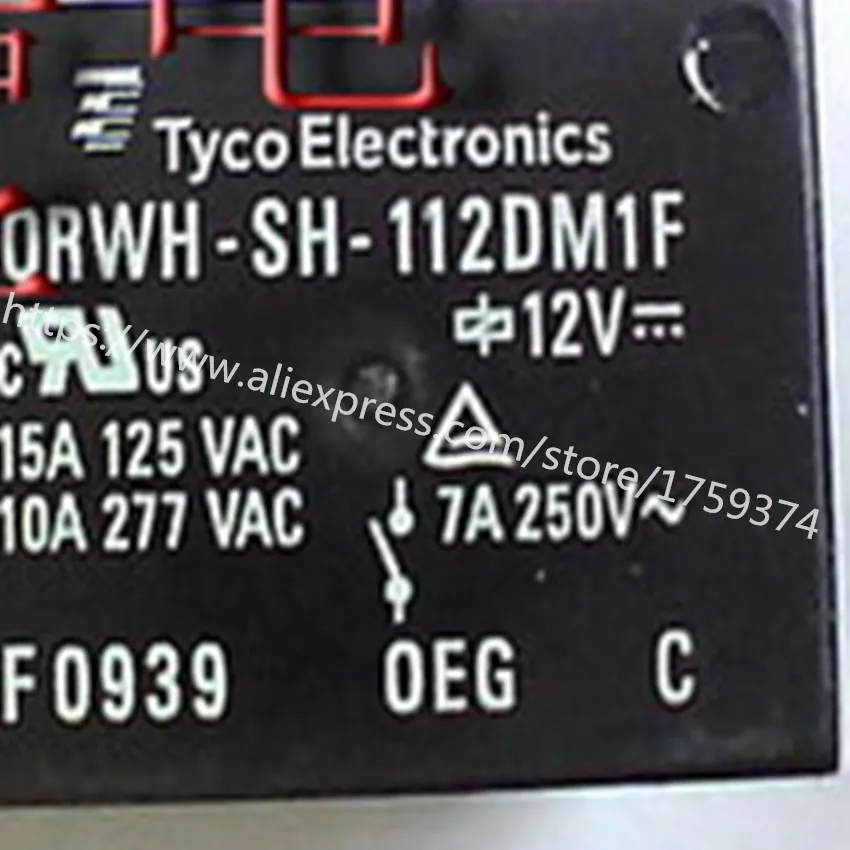 Tyco Electronics
ORWH-SH-112DM1F
12V
c US
15A 125 VAC
10A 277 VAC
7A 250V~
F0939 OEG C
https://www.aliexpress.com/store/1759374